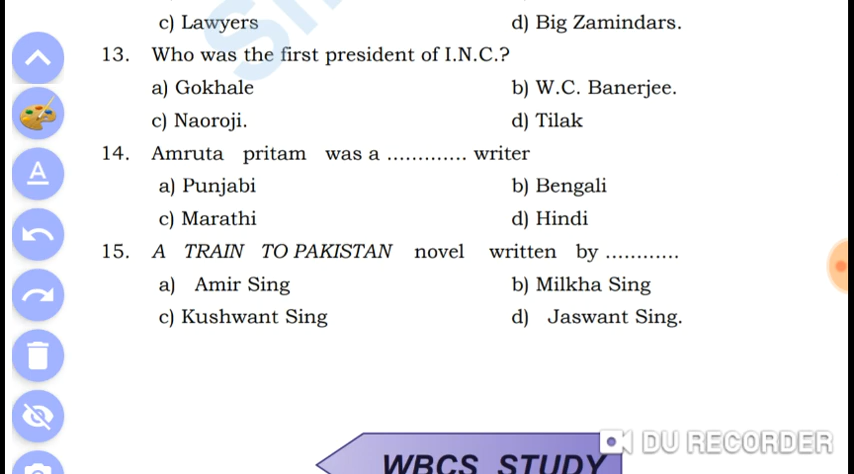 c) Lawyers d) Big Zamindars.
13. Who was the first president of I.N.C.?
a) Gokhale b) W.C. Banerjee.
c) Naoroji. d) Tilak
14. Amruta pritam was a ............. writer
a) Punjabi b) Bengali
c) Marathi d) Hindi
15. A TRAIN TO PAKISTAN novel written by ............
a) Amir Sing b) Milkha Sing
c) Kushwant Sing d) Jaswant Sing.
A
DU RECORDER
WBCS STUDY